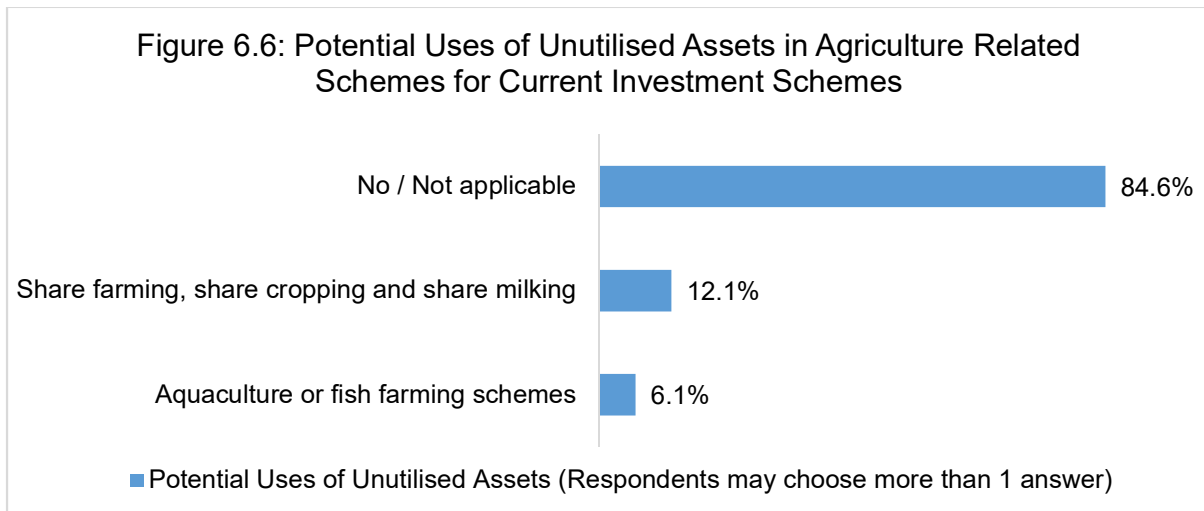 Figure 6.6: Potential Uses of Unutilised Assets in Agriculture Related
Schemes for Current Investment Schemes
No / Not applicable
84.6%
Share farming, share cropping and share milking
12.1%
Aquaculture or fish farming schemes
6.1%
Potential Uses of Unutilised Assets (Respondents may choose more than 1 answer)